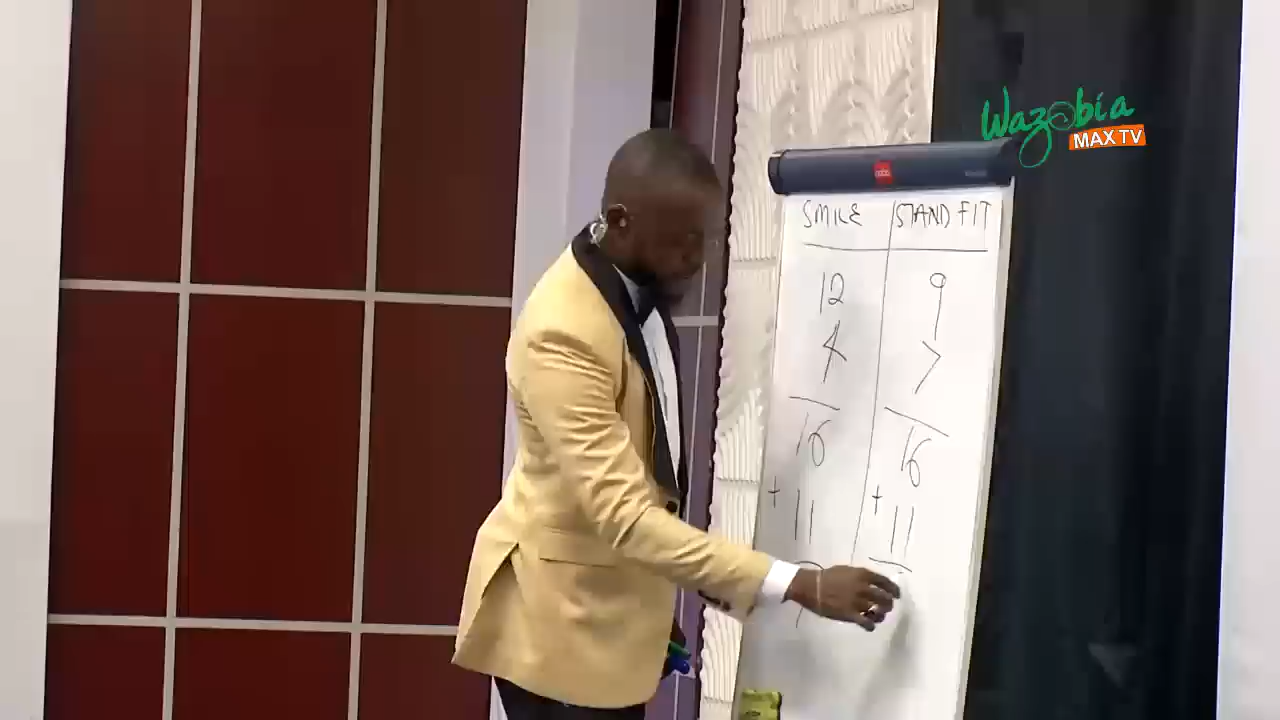 Wazobia
MAX TV
SMILE STAND FIT
12 9
4 7
16 16
+ 11 + 11